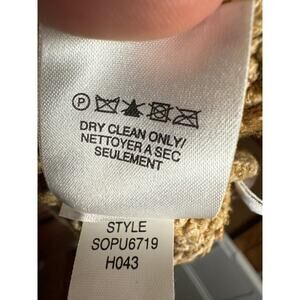 P
DRY CLEAN ONLY/
NETTOYER A SEC
SEULEMENT
STYLE
SOPU6719
H043